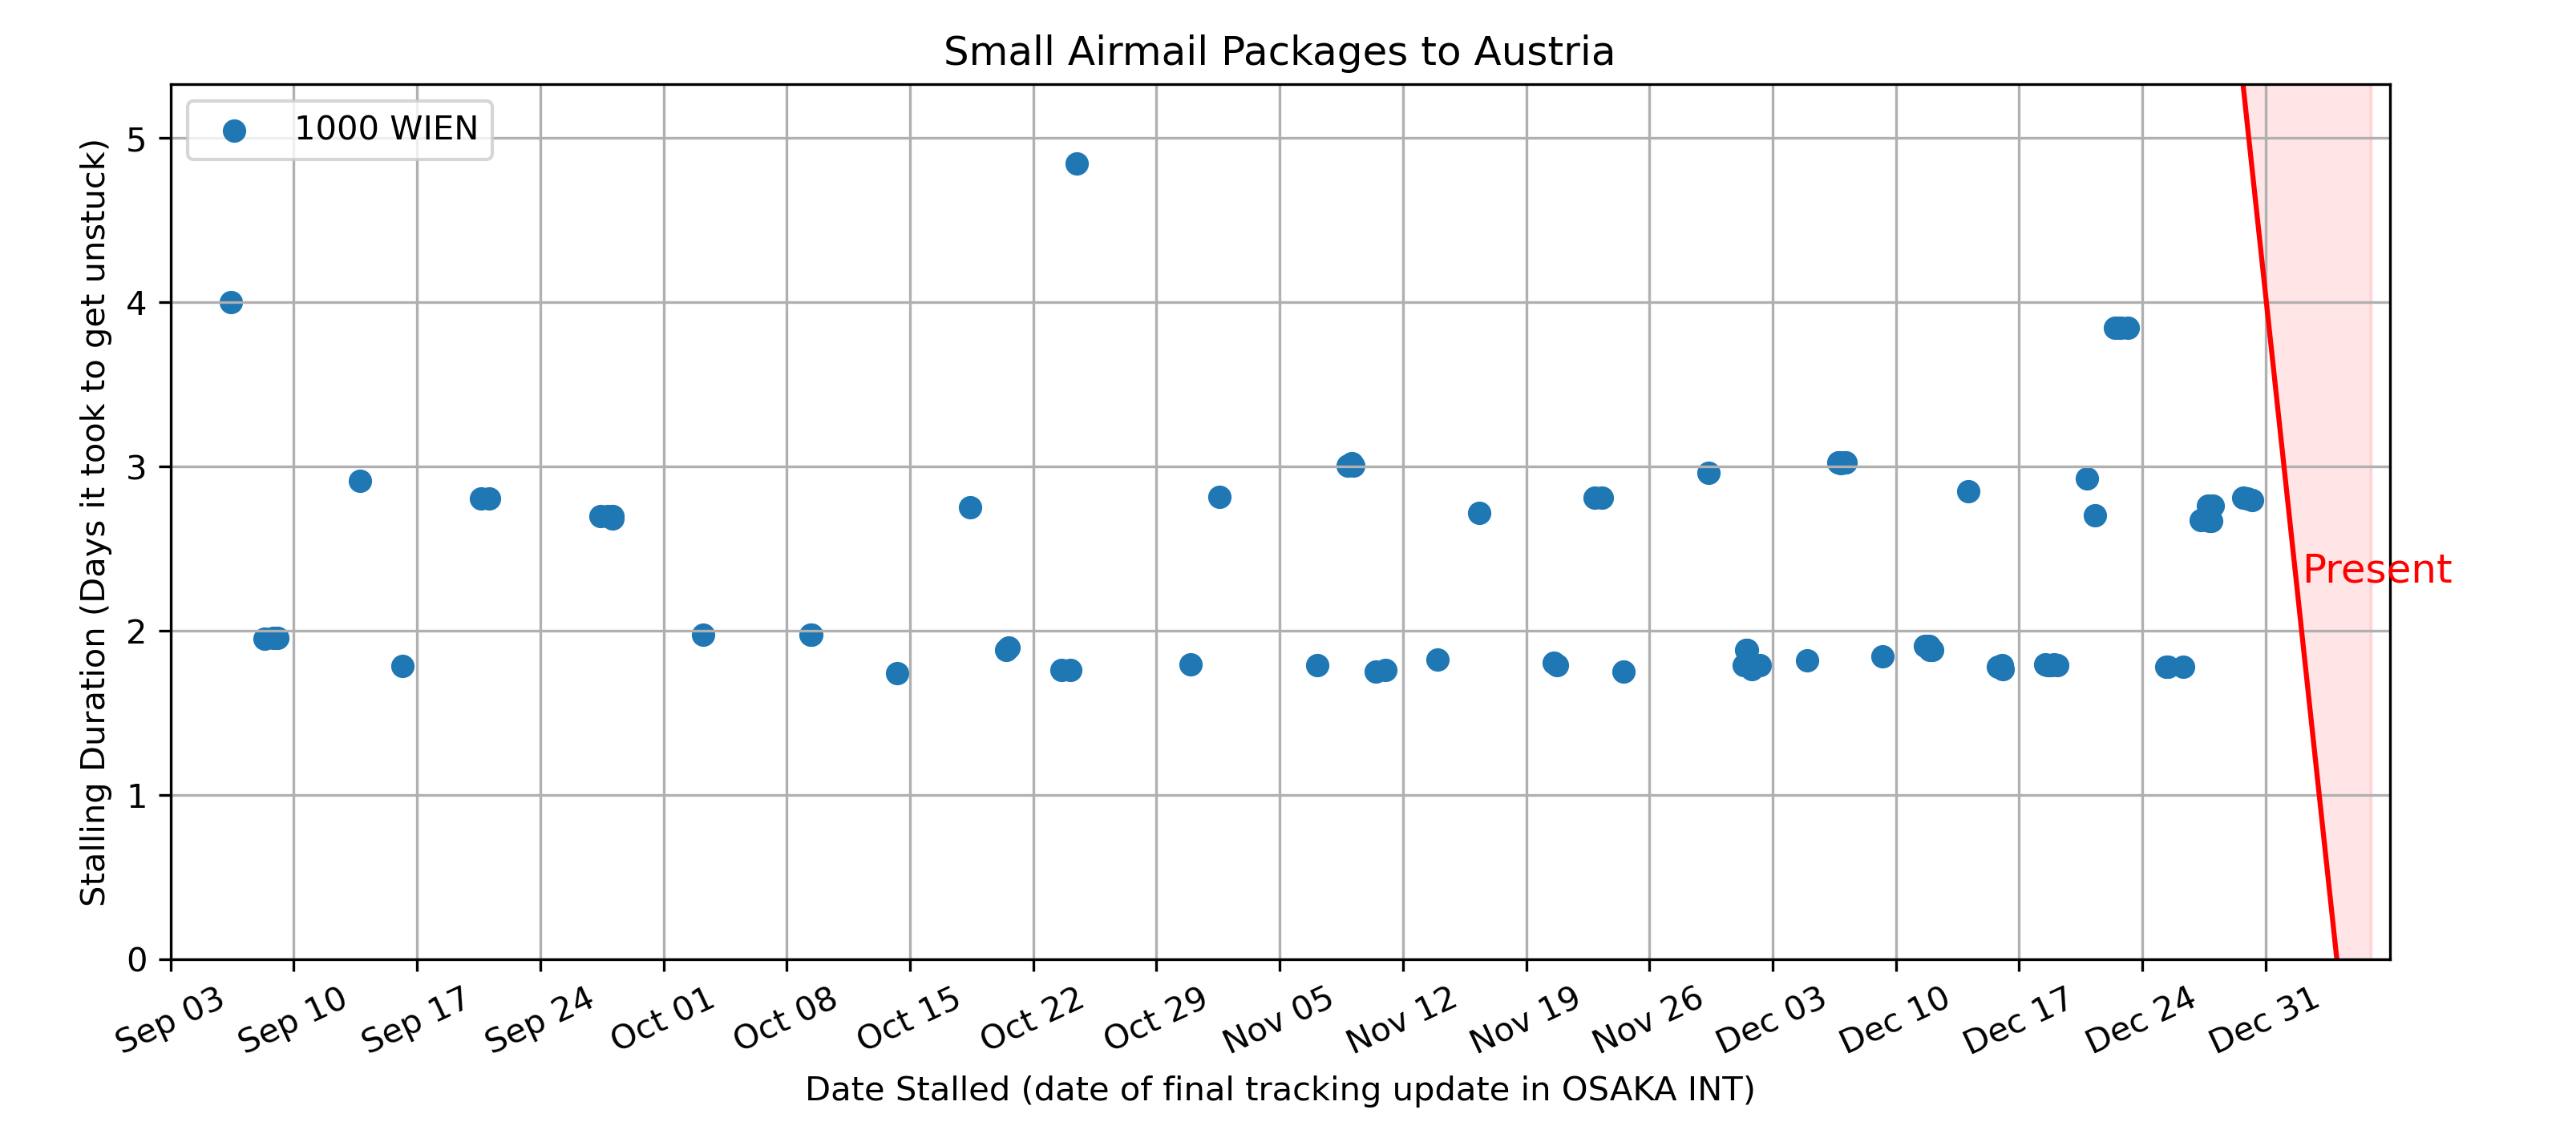 Small Airmail Packages to Austria
1000 WIEN
Stalling Duration (Days it took to get unstuck)
5
4
3
2
1
0
Present
Sep 03
Sep 10
Sep 17
Sep 24
Oct 01
Oct 08
Oct 15
Oct 22
Oct 29
Nov 05
Nov 12
Nov 19
Nov 26
Dec 03
Dec 10
Dec 17
Dec 24
Dec 31
Date Stalled (date of final tracking update in OSAKA INT)